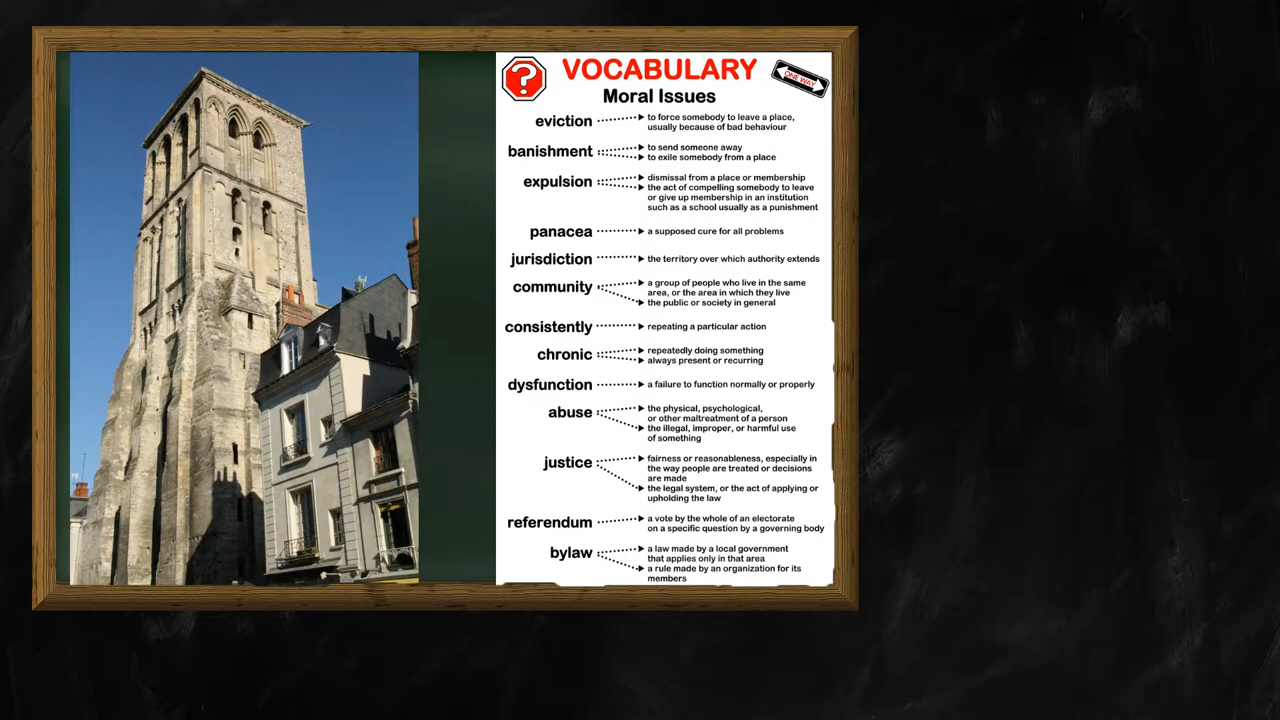 ?
VOCABULARY
ONE WAY
Moral Issues
eviction
to force somebody to leave a place,
usually because of bad behaviour
banishment
to send someone away
to exile somebody from a place
expulsion
dismissal from a place or membership
the act of compelling somebody to leave
or give up membership in an institution
such as a school usually as a punishment
panacea
a supposed cure for all problems
jurisdiction
the territory over which authority extends
community
a group of people who live in the same
area, or the area in which they live
the public or society in general
consistently
repeating a particular action
chronic
repeatedly doing something
always present or recurring
dysfunction
a failure to function normally or properly
abuse
the physical, psychological,
or other maltreatment of a person
the illegal, improper, or harmful use
of something
justice
fairness or reasonableness, especially in
the way people are treated or decisions
are made
the legal system, or the act of applying or
upholding the law
referendum
a vote by the whole of an electorate
on a specific question by a governing body
bylaw
a law made by a local government
that applies only in that area
a rule made by an organization for its
members